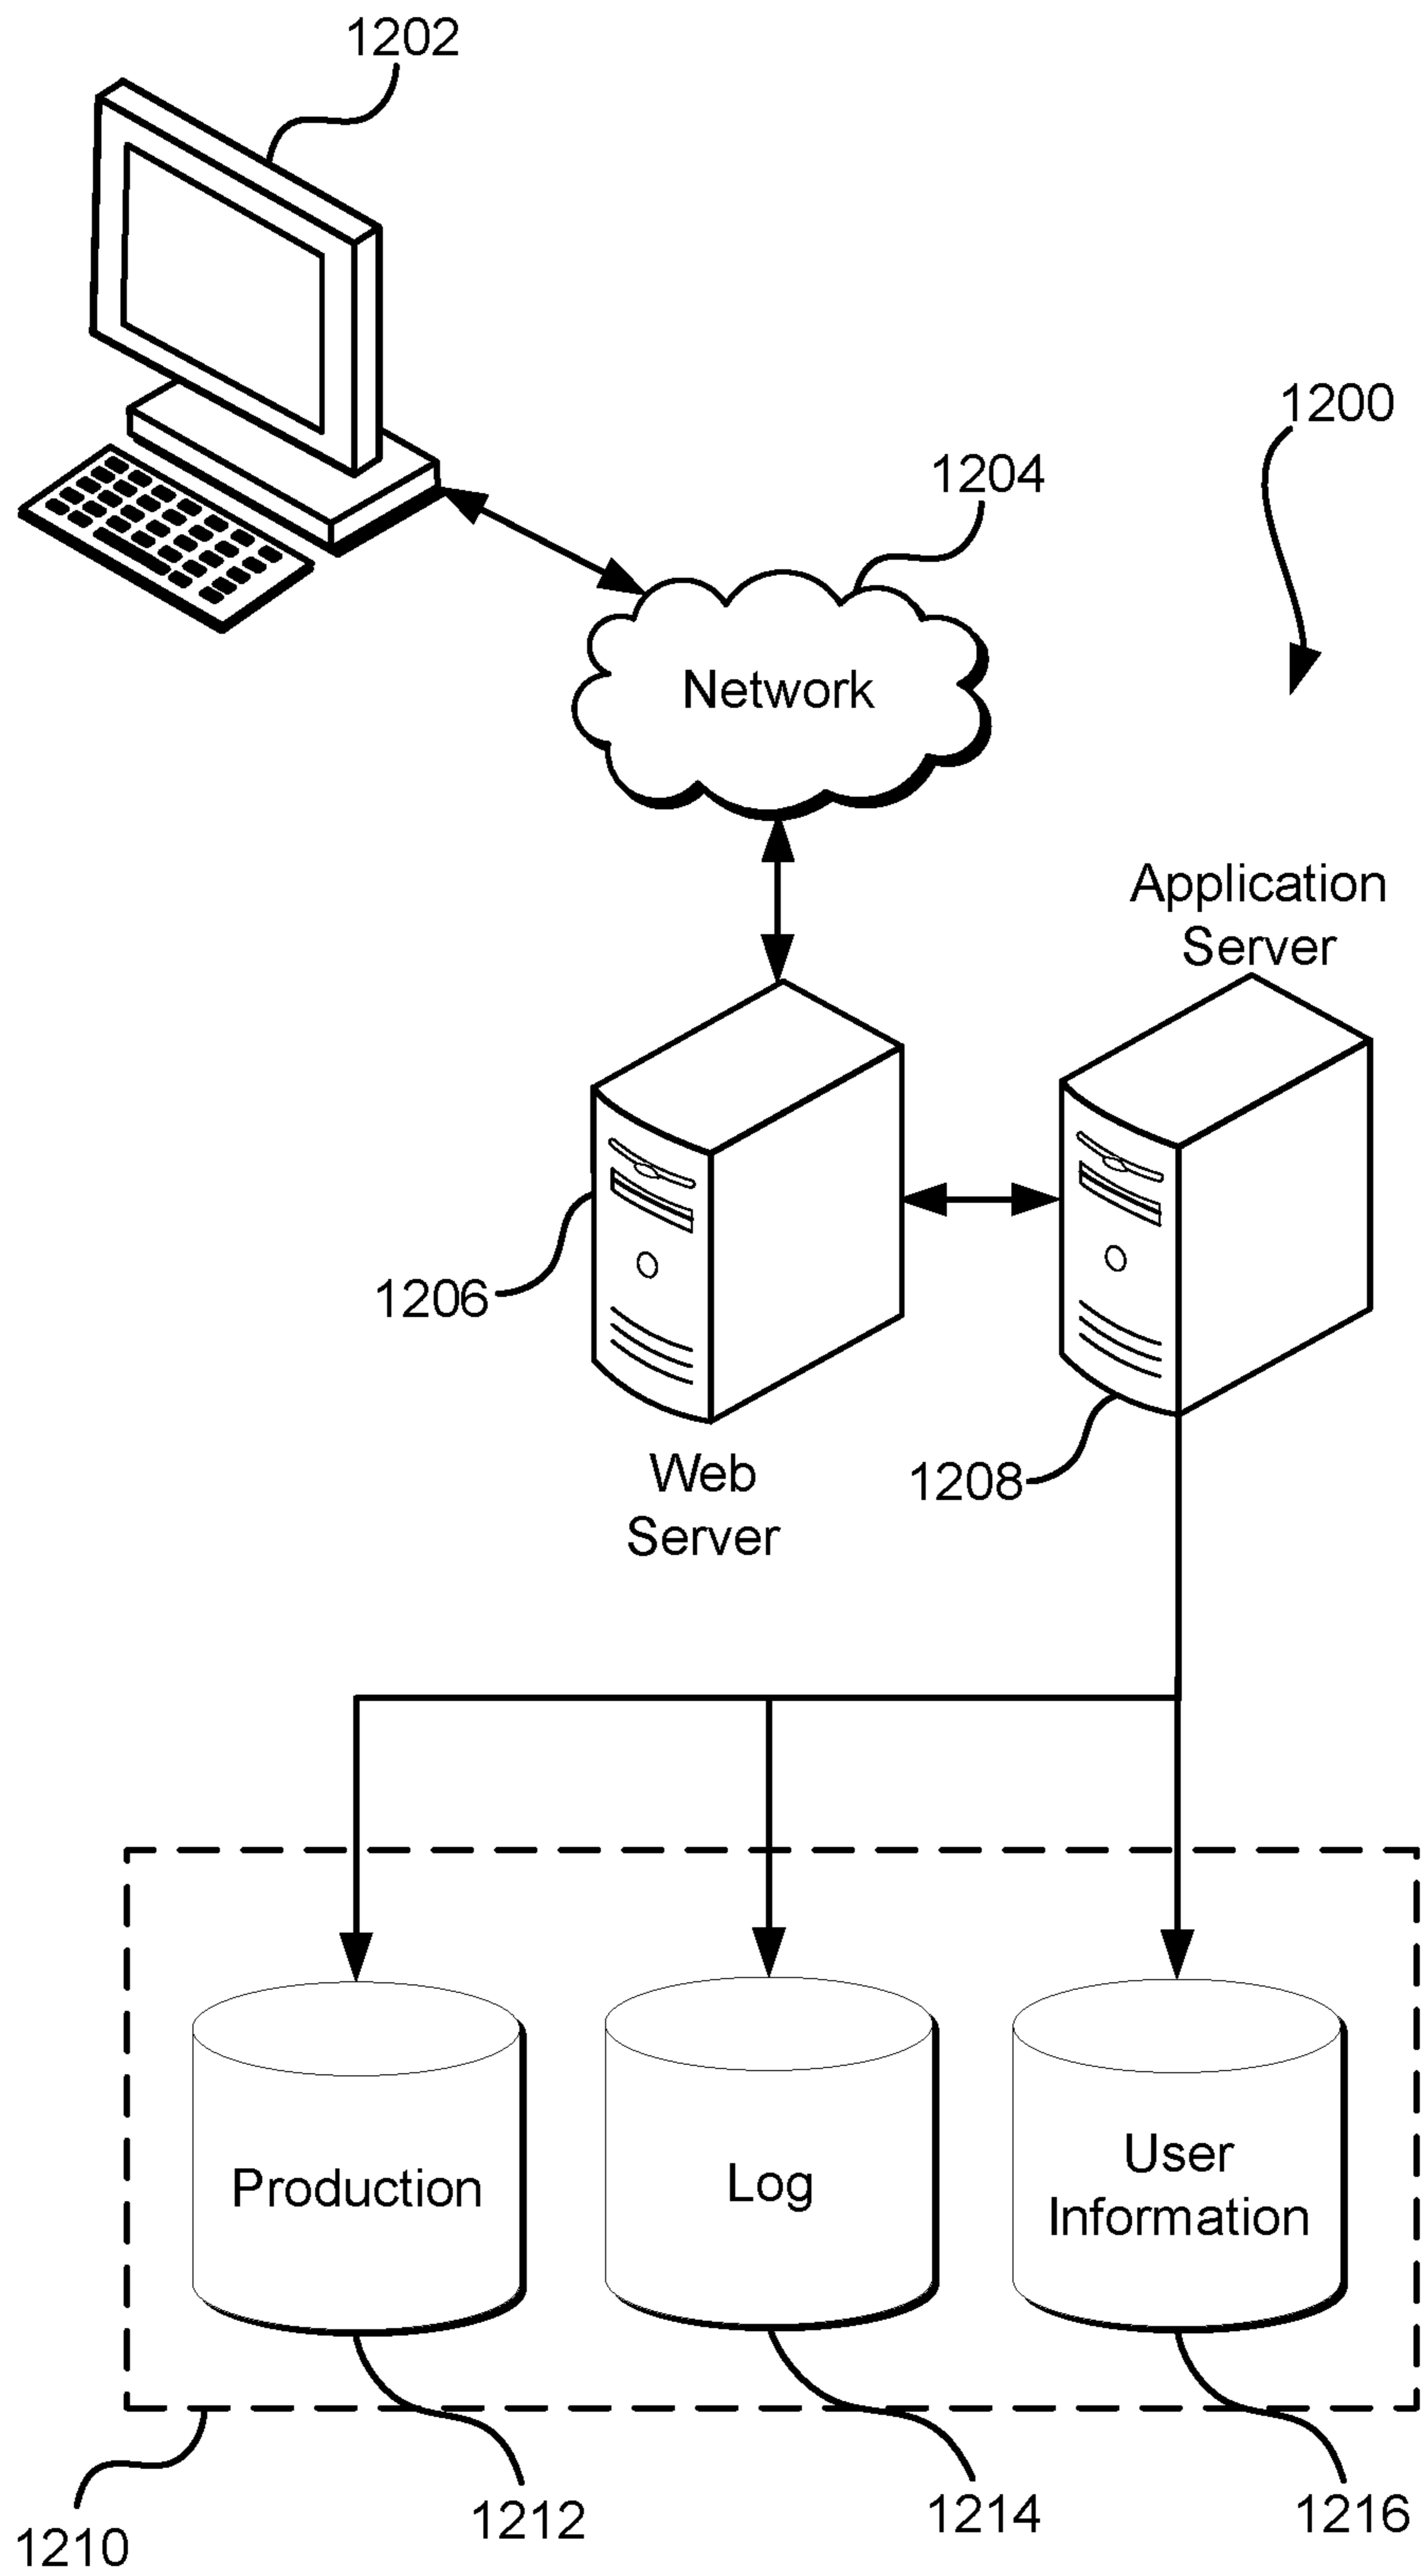 1202
1200
1204
Network
Application
Server
1206
1208
Web
Server
Production
Log
User
Information
1210
1212
1214
1216